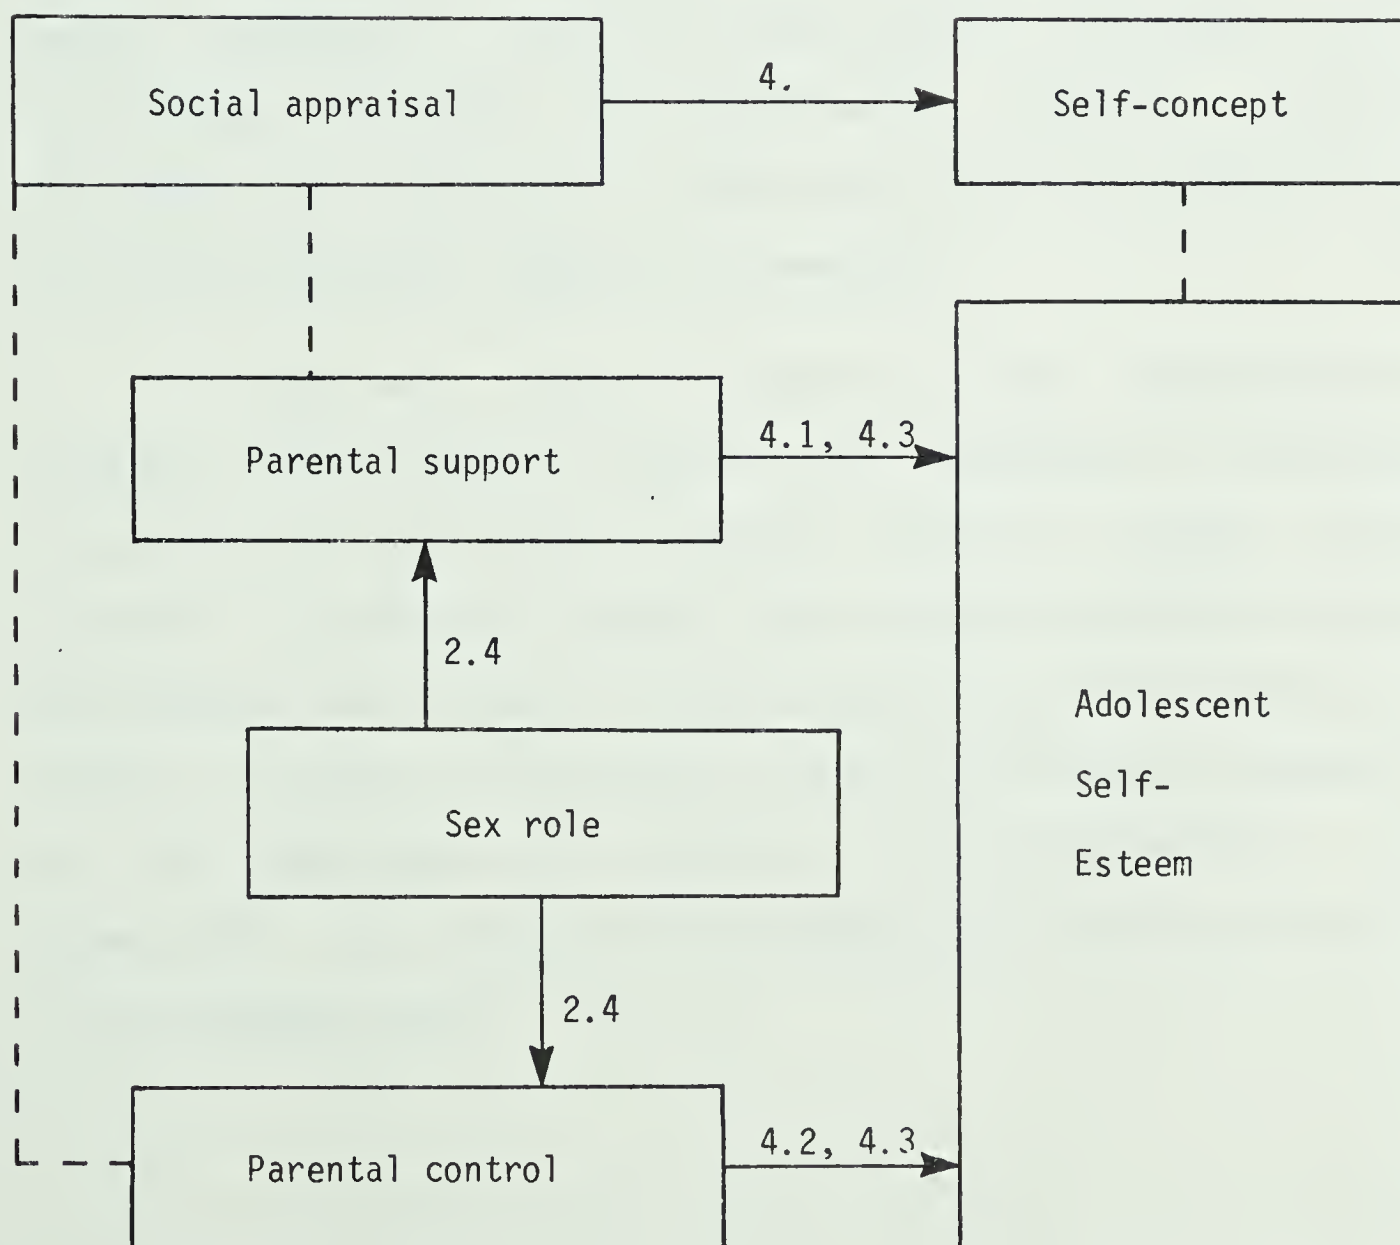 4.
Social appraisal
Self-concept
4.1, 4.3
Parental support
2.4
Adolescent
Self-
Esteem
Sex role
2.4
4.2, 4.3
Parental control